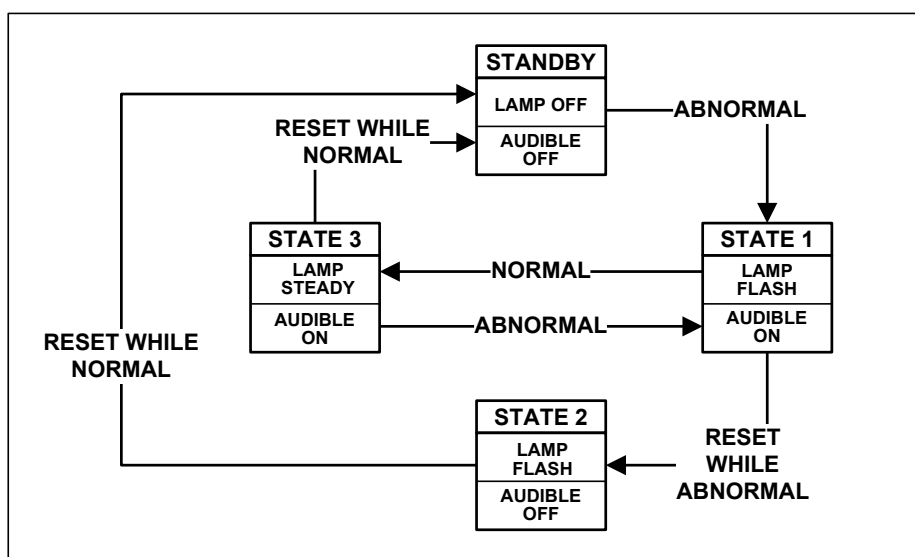 STANDBY
LAMP OFF
AUDIBLE
OFF
ABNORMAL
RESET WHILE
NORMAL
STATE 3
LAMP
STEADY
AUDIBLE
ON
NORMAL
ABNORMAL
STATE 1
LAMP
FLASH
AUDIBLE
ON
RESET WHILE
NORMAL
STATE 2
LAMP
FLASH
AUDIBLE
OFF
RESET
WHILE
ABNORMAL